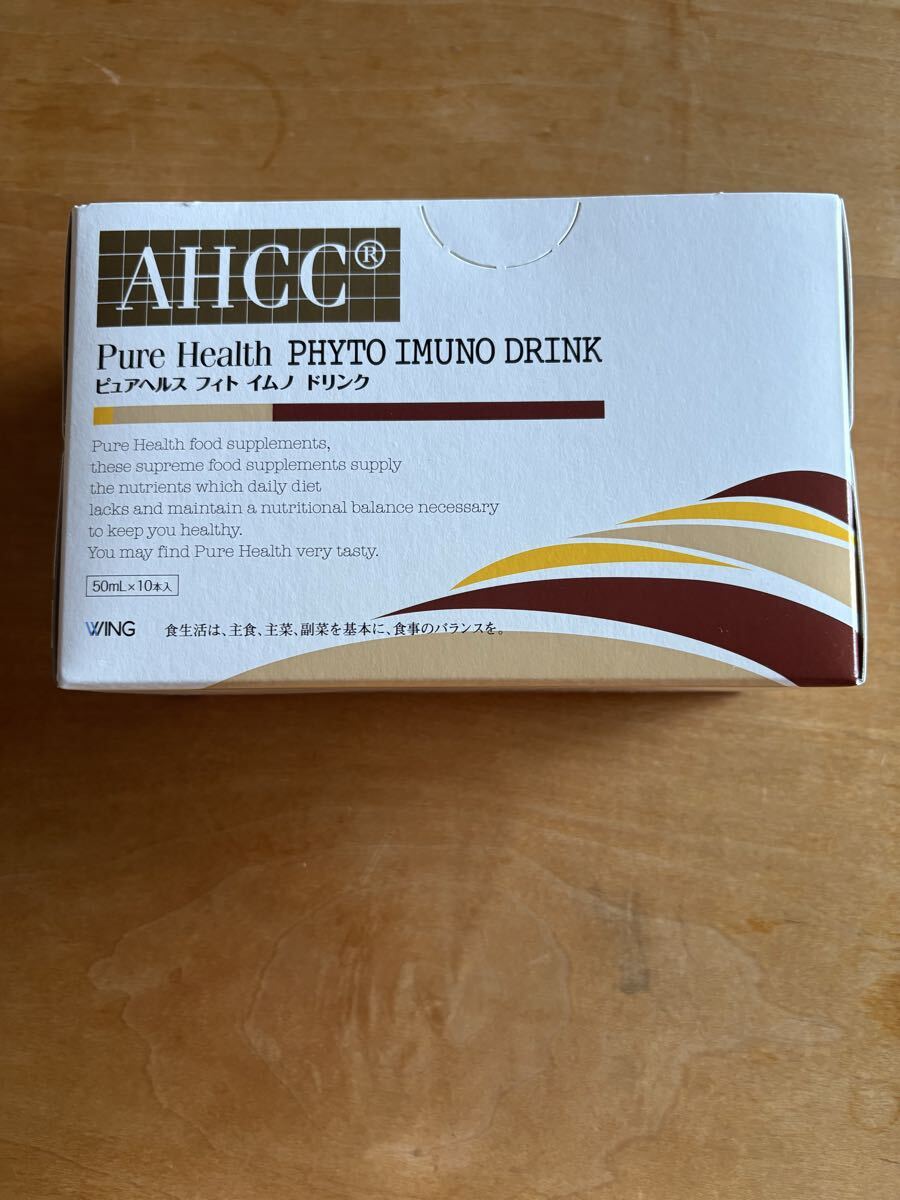 AHCC®
Pure Health PHYTO IMUNO DRINK
ピュアヘルス フィト イムノ ドリンク
Pure Health food supplements,
these supreme food supplements supply
the nutrients which daily diet
lacks and maintain a nutritional balance necessary
to keep you healthy.
You may find Pure Health very tasty.
50mL×10本入
WING 食生活は、主食、主菜、副菜を基本に、食事のバランスを。